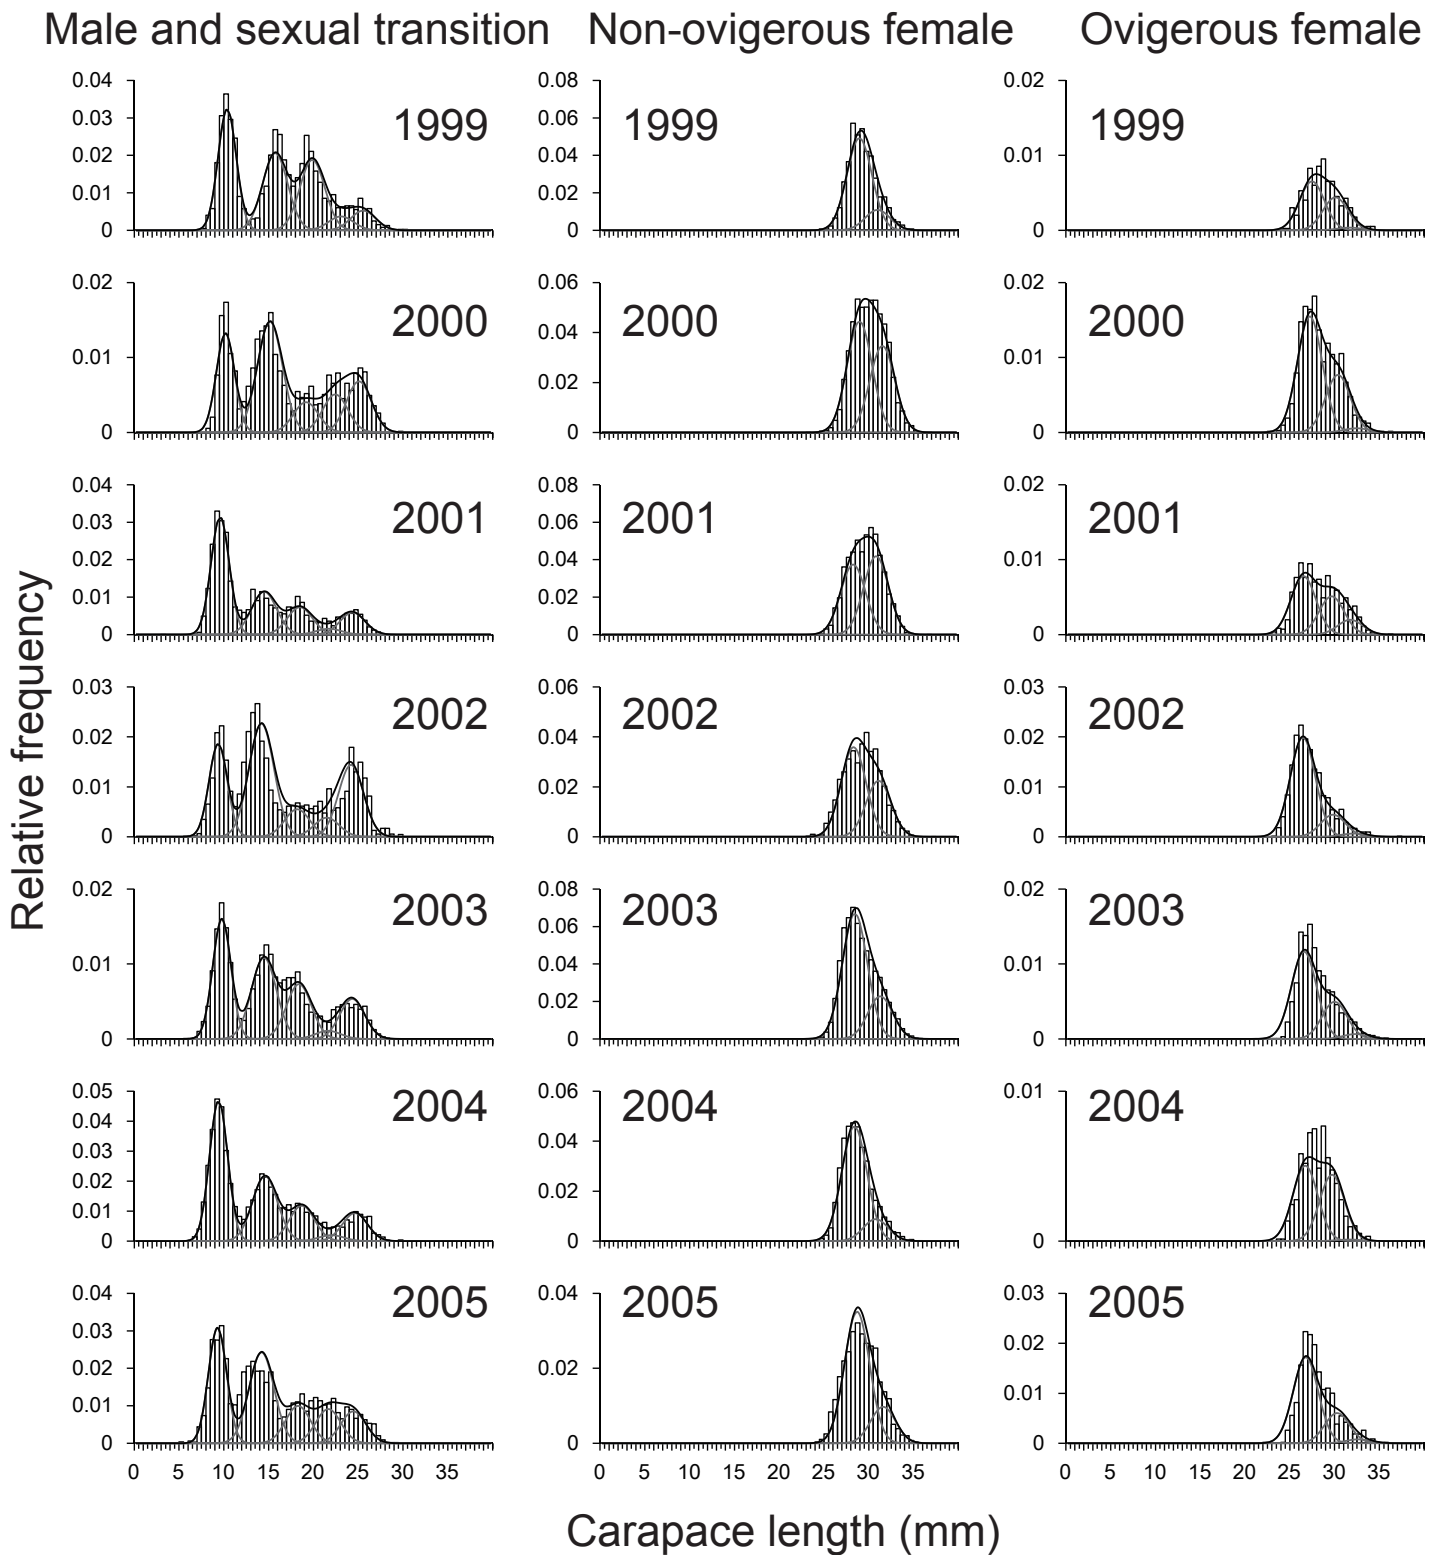 Male and sexual transition Non-ovigerous female Ovigerous female
0.04 0.08 0.02
1999 1999 1999
0.03 0.06
0.02 0.04 0.01
0.01 0.02
0 0 0
0.02 0.06 0.02
2000 2000 2000
0.04
0.01 0.01
0.02
0 0 0
0.04 0.08 0.02
2001 2001 2001
0.03 0.06
0.02 0.04 0.01
0.01 0.02
0 0 0
Relative frequency
0.03 0.06 0.03
2002 2002 2002
0.02 0.04 0.02
0.01 0.02 0.01
0 0 0
0.02 0.08 0.02
2003 2003 2003
0.06
0.01 0.04 0.01
0.02
0 0 0
0.05 0.06 0.01
2004 2004 2004
0.04
0.04
0.03
0.02
0.02
0.01
0 0 0
0.04 0.04 0.03
2005 2005 2005
0.03
0.02
0.02 0.02
0.01
0.01
0 0 0
0 5 10 15 20 25 30 35 0 5 10 15 20 25 30 35 0 5 10 15 20 25 30 35
Carapace length (mm)